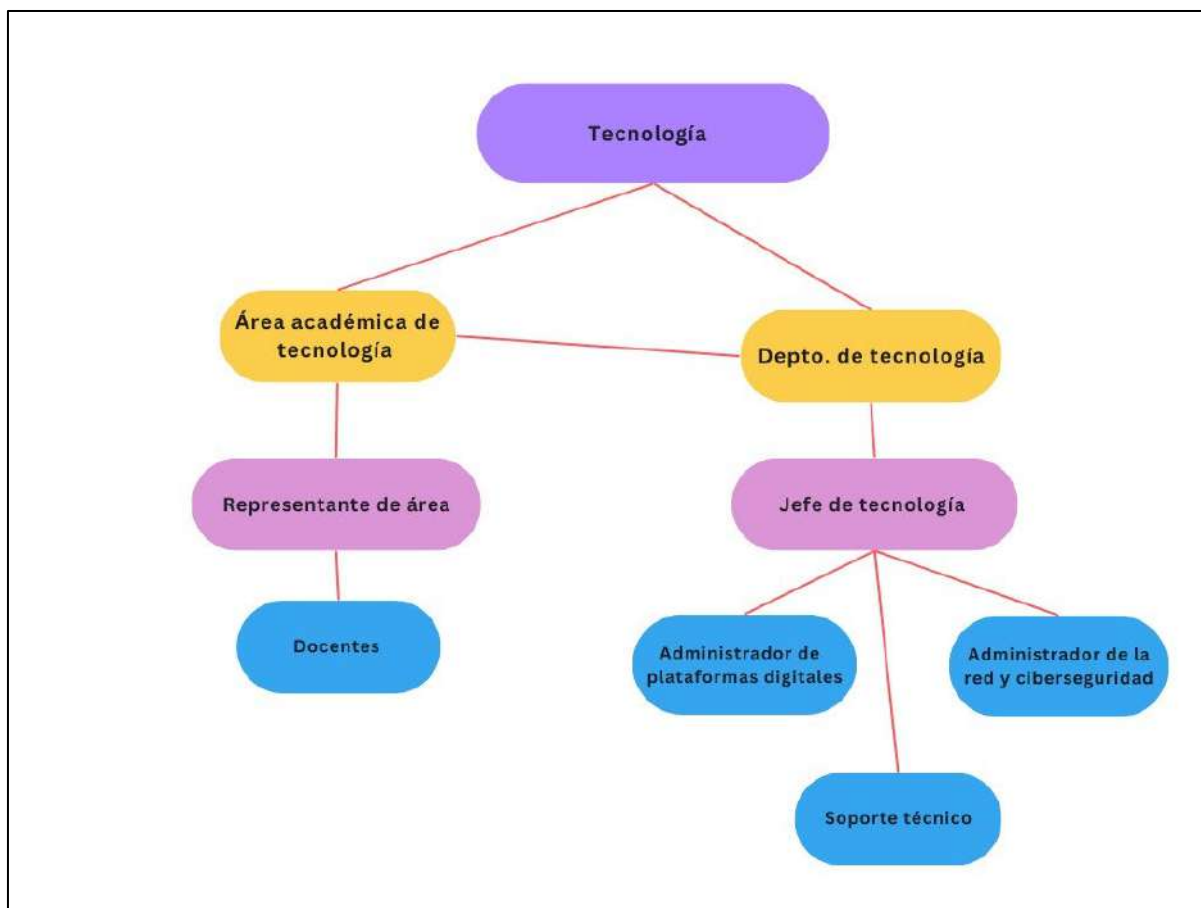 Tecnología
Área académica de
tecnología
Depto. de tecnología
Representante de área
Jefe de tecnología
Docentes
Administrador de
plataformas digitales
Administrador de la
red y ciberseguridad
Soporte técnico